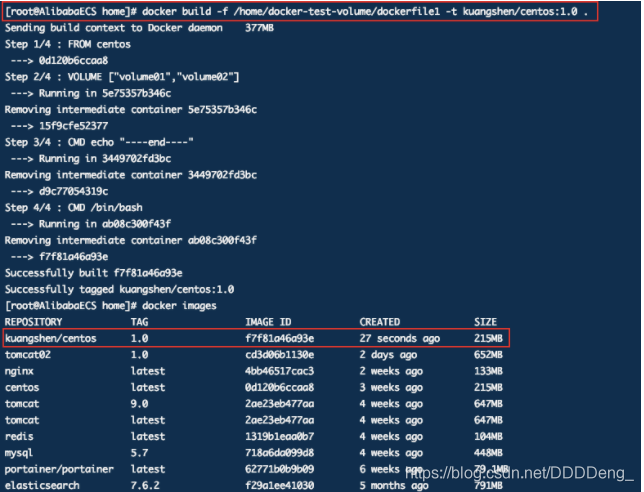 [root@AlibabaECS home]# docker build -f /home/docker-test-volume/dockerfile1 -t kuangshen/centos:1.0 .
Sending build context to Docker daemon    377MB
Step 1/4 : FROM centos
 ---> 0d120b6ccaa8
Step 2/4 : VOLUME ["volume01","volume02"]
 ---> Running in 5e75357b346c
Removing intermediate container 5e75357b346c
 ---> 15f9cfe52377
Step 3/4 : CMD echo "----end----"
 ---> Running in 3449702fd3bc
Removing intermediate container 3449702fd3bc
 ---> d9c77054319c
Step 4/4 : CMD /bin/bash
 ---> Running in ab08c300f43f
Removing intermediate container ab08c300f43f
 ---> f7f81a46a93e
Successfully built f7f81a46a93e
Successfully tagged kuangshen/centos:1.0
[root@AlibabaECS home]# docker images
REPOSITORY TAG IMAGE ID CREATED SIZE
kuangshen/centos 1.0 f7f81a46a93e 27 seconds ago 215MB
tomcat02 1.0 cd3d06b1130e 2 days ago 652MB
nginx latest 4bb46517cac3 2 weeks ago 133MB
centos latest 0d120b6ccaa8 3 weeks ago 215MB
tomcat 9.0 2ae23eb477aa 4 weeks ago 647MB
tomcat latest 2ae23eb477aa 4 weeks ago 647MB
redis latest 1319b1eaa0b7 4 weeks ago 104MB
mysql 5.7 718a6da099d8 4 weeks ago 448MB
portainer/portainer latest 62771b0b9b09 6 weeks ago 79.1MB
elasticsearch 7.6.2 f29a1ee41030 5 months ago 791MB
https://blog.csdn.net/DDDDeng_